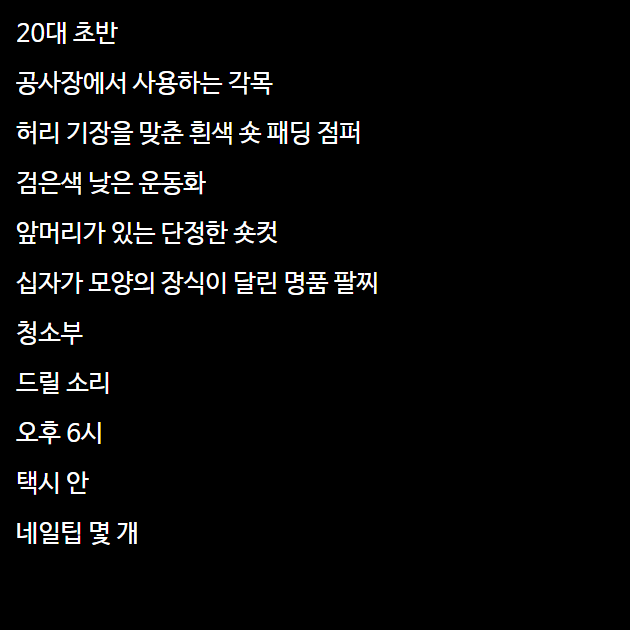 20대 초반
공사장에서 사용하는 각목
허리 기장을 맞춘 흰색 숏 패딩 점퍼
검은색 낮은 운동화
앞머리가 있는 단정한 숏컷
십자가 모양의 장식이 달린 명품 팔찌
청소부
드릴 소리
오후 6시
택시 안
네일팁 몇 개